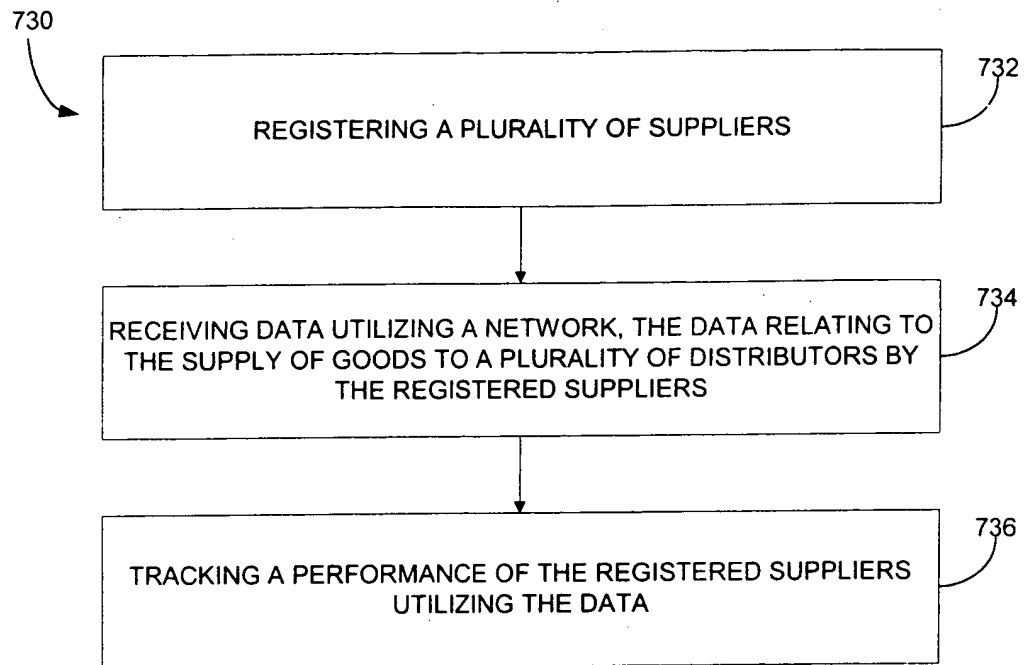 730
732
REGISTERING A PLURALITY OF SUPPLIERS
734
RECEIVING DATA UTILIZING A NETWORK, THE DATA RELATING TO
THE SUPPLY OF GOODS TO A PLURALITY OF DISTRIBUTORS BY
THE REGISTERED SUPPLIERS
736
TRACKING A PERFORMANCE OF THE REGISTERED SUPPLIERS
UTILIZING THE DATA